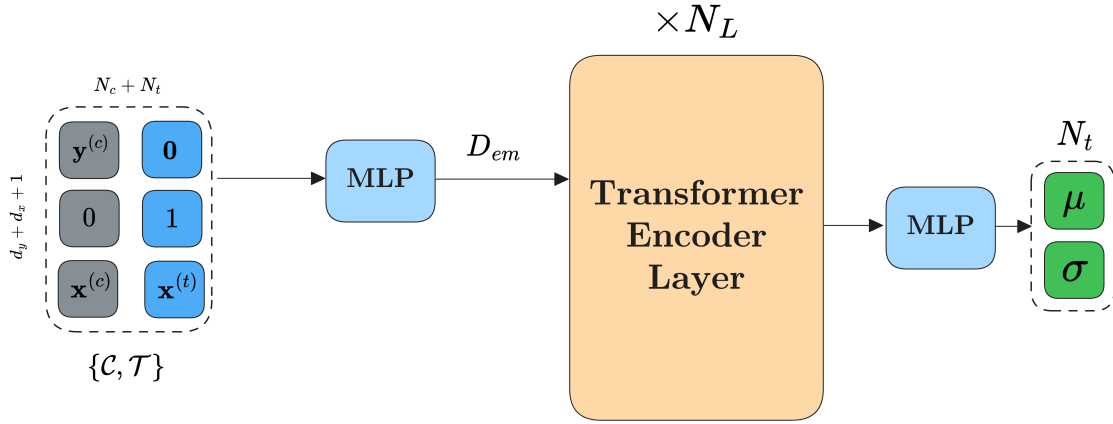 × N_L
N_c + N_t
d_y + d_x + 1
y^(c) 0
0 1
x^(c) x^(t)
{C, T}
MLP
D_em
Transformer
Encoder
Layer
MLP
N_t
μ
σ